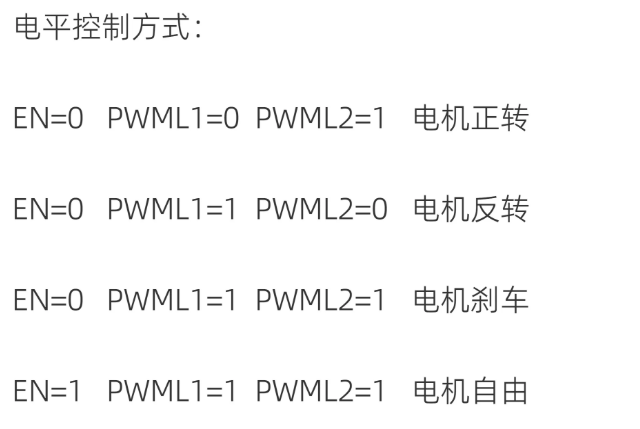 电平控制方式：
EN=0 PWML1=0 PWML2=1 电机正转
EN=0 PWML1=1 PWML2=0 电机反转
EN=0 PWML1=1 PWML2=1 电机刹车
EN=1 PWML1=1 PWML2=1 电机自由